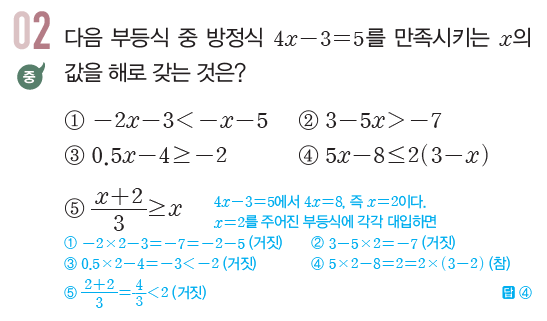 02 다음 부등식 중 방정식 4x-3=5를 만족시키는 x의
중 값을 해로 갖는 것은?
① -2x-3<-x-5 ② 3-5x>-7
③ 0.5x-4≥-2 ④ 5x-8≤2(3-x)
⑤ (x+2)/3≥x
4x-3=5에서 4x=8, 즉 x=2이다.
x=2를 주어진 부등식에 각각 대입하면
① -2×2-3=-7=-2-5 (거짓) ② 3-5×2=-7 (거짓)
③ 0.5×2-4=-3<-2 (거짓) ④ 5×2-8=2=2×(3-2) (참)
⑤ (2+2)/3=4/3<2 (거짓) 답 ④